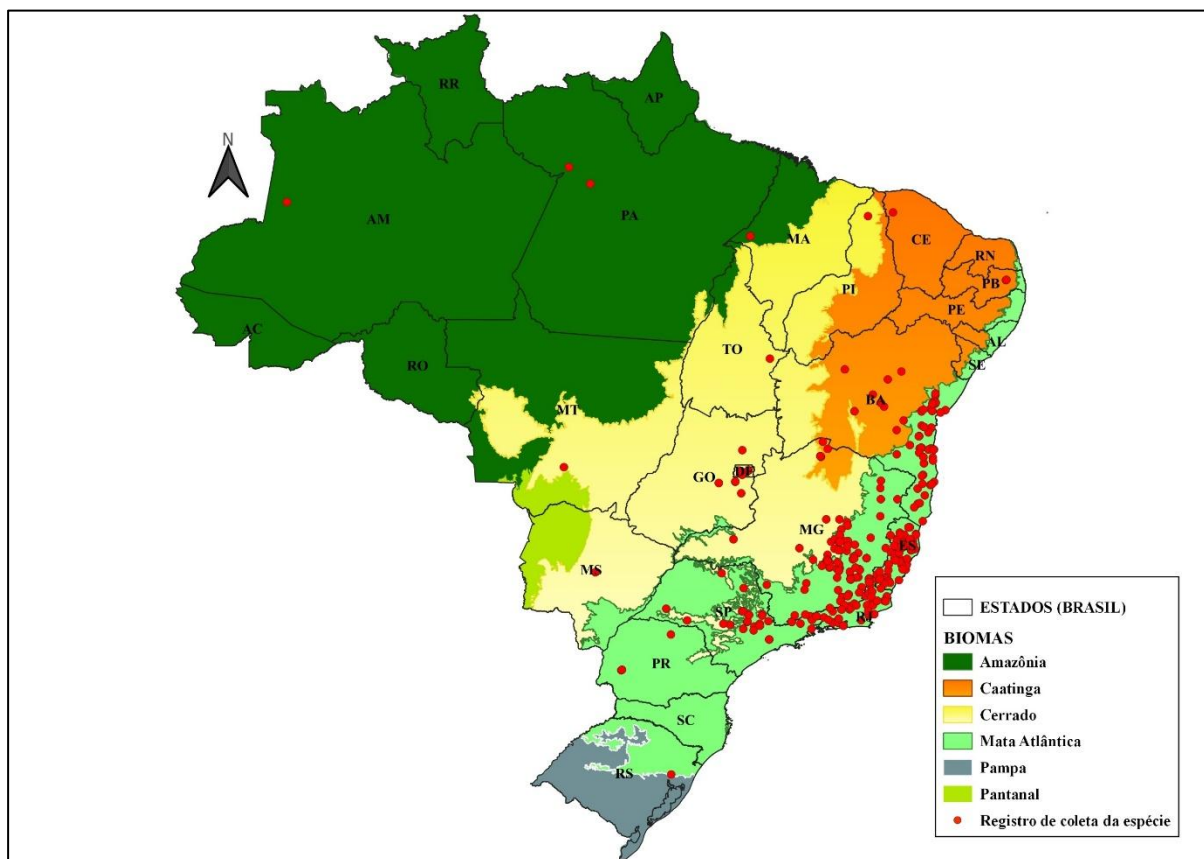 RR
AP
N
AM
PA
MA
CE
RN
PB
PI
PE
AC
AL
TO
SE
RO
BA
MT
GO
DF
MG
ES
MS
SP
RJ
PR
SC
RS
ESTADOS (BRASIL)
BIOMAS
Amazônia
Caatinga
Cerrado
Mata Atlântica
Pampa
Pantanal
Registro de coleta da espécie